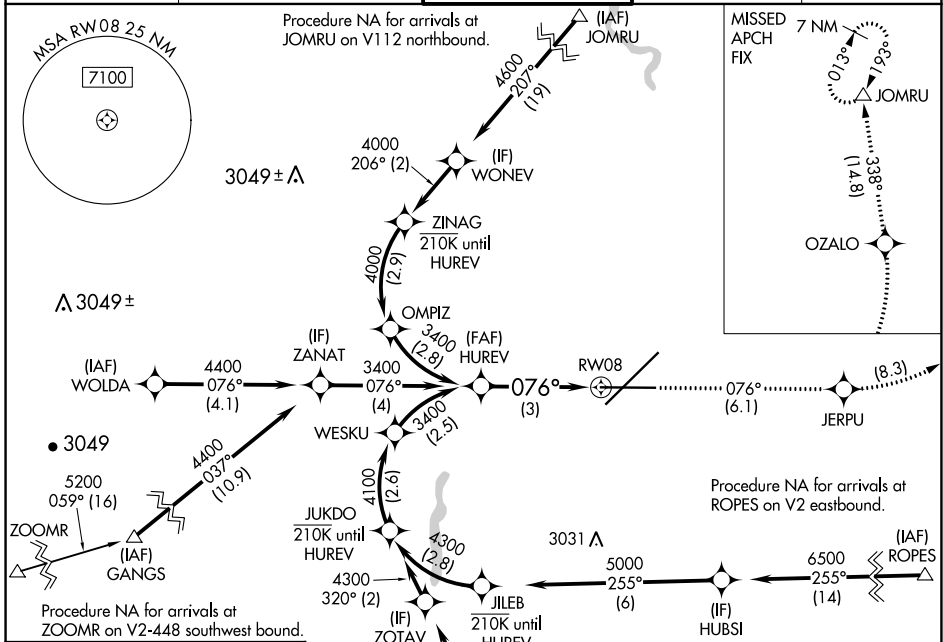 MSA RW08 25 NM
7100
Procedure NA for arrivals at
JOMRU on V112 northbound.
(IAF)
JOMRU
4600
207°
(19)
MISSED
APCH
FIX
7 NM
013°
193°
JOMRU
338°
(14.8)
OZALO
3049±
4000
206° (2)
(IF)
WONEV
ZINAG
210K until
HUREV
4000
(2.9)
3049±
OMPIZ
3400
(2.8)
(IAF)
WOLDA
4400
076°
(4.1)
(IF)
ZANAT
3400
076°
(4)
(FAF)
HUREV
076°
(3)
RW08
076°
(6.1)
JERPU
(8.3)
WESKU
3400
(2.5)
3049
4400
037°
(10.9)
5200
059° (16)
ZOOMR
(IAF)
GANGS
4100
(2.6)
JUKDO
210K until
HUREV
4300
(2.8)
4300
320° (2)
(IF)
ZOTAV
JILEB
210K until
HUREV
3031
5000
255°
(6)
(IF)
HUBSI
6500
255°
(14)
(IAF)
ROPES
Procedure NA for arrivals at
ROPES on V2 eastbound.
Procedure NA for arrivals at
ZOOMR on V2-448 southwest bound.